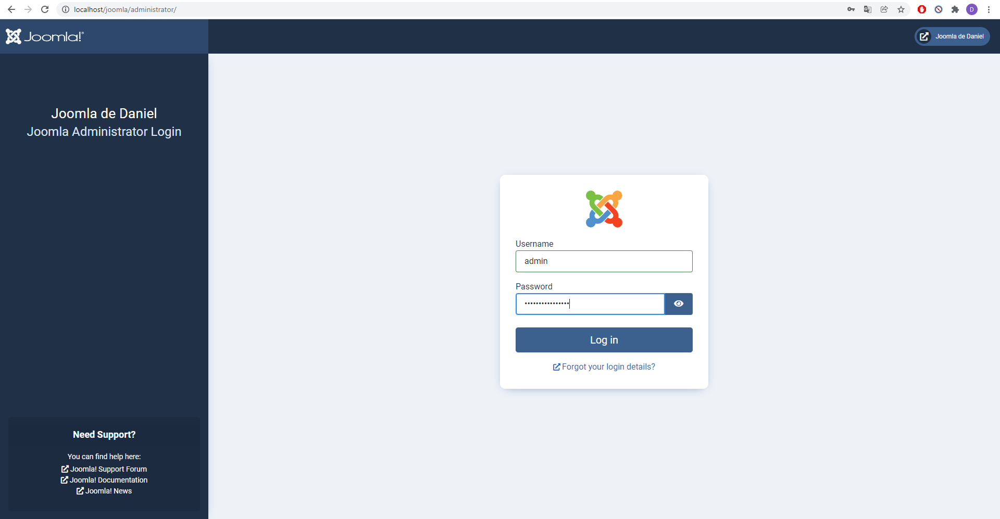 localhost/joomla/administrator/
D
Joomla!®
Joomla de Daniel
Joomla de Daniel
Joomla Administrator Login
Username
admin
Password
••••••••••••••••
Log in
Forgot your login details?
Need Support?
You can find help here:
Joomla! Support Forum
Joomla! Documentation
Joomla! News